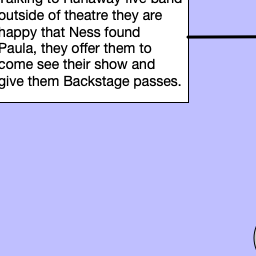 Talking to Runaway five band
outside of theatre they are
happy that Ness found
Paula, they offer them to
come see their show and
give them Backstage passes.